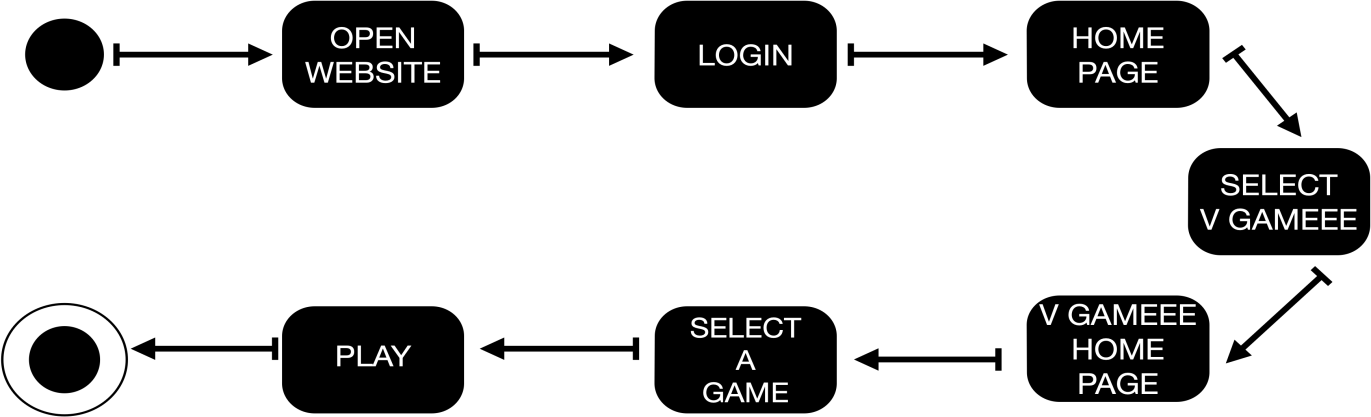 OPEN
WEBSITE
LOGIN
HOME
PAGE
SELECT
V GAMEEE
V GAMEEE
HOME
PAGE
SELECT
A
GAME
PLAY